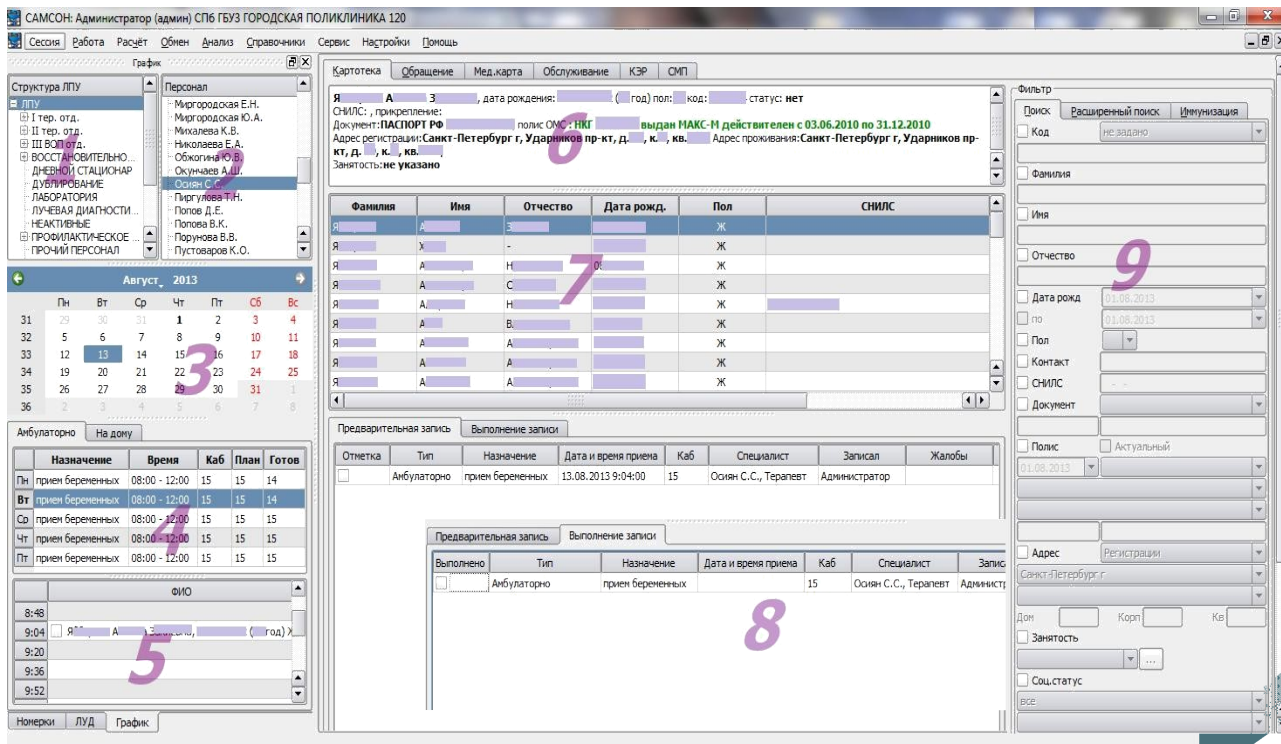 САМСОН: Администратор (админ) СПб ГБУЗ ГОРОДСКАЯ ПОЛИКЛИНИКА 120
Сессия Работа Расчёт Обмен Анализ Справочники Сервис Настройки Помощь
График
Структура ЛПУ
ЛПУ
I тер. отд.
II тер. отд.
III ВОП отд.
ВОССТАНОВИТЕЛЬНО...
ДНЕВНОЙ СТАЦИОНАР
ДУБЛИРОВАНИЕ
ЛАБОРАТОРИЯ
ЛУЧЕВАЯ ДИАГНОСТИ...
НЕАКТИВНЫЕ
ПРОФИЛАКТИЧЕСКОЕ ...
ПРОЧИЙ ПЕРСОНАЛ
1
Персонал
Миргородская Е.Н.
Миргородская Ю.А.
Михалева К.В.
Николаева Е.А.
Обжогина Ю.В.
Окунчаев А.Ш.
Осиян С.С.
Пиргулова Т.Н.
Попов Д.Е.
Попова В.К.
Порунова В.В.
Пустоваров К.О.
2
Август, 2013
Пн Вт Ср Чт Пт Сб Вс
31 29 30 31 1 2 3 4
32 5 6 7 8 9 10 11
33 12 13 14 15 16 17 18
34 19 20 21 22 23 24 25
35 26 27 28 29 30 31 1
36 2 3 4 5 6 7 8
3
Амбулаторно На дому
Назначение Время Каб План Готов
Пн прием беременных 08:00 - 12:00 15 15 14
Вт прием беременных 08:00 - 12:00 15 15 14
Ср прием беременных 08:00 - 12:00 15 15 15
Чт прием беременных 08:00 - 12:00 15 15 15
Пт прием беременных 08:00 - 12:00 15 15 15
4
ФИО
8:48
9:04 Я А (год) Ж
9:20
9:36
9:52
5
Номерки ЛУД График
Картотека Обращение Мед.карта Обслуживание КЭР СМП
Я А З , дата рождения: ( год) пол: код: статус: нет
СНИЛС: , прикрепление:
Документ:ПАСПОРТ РФ полис ОМС: НКГ выдан МАКС-М действителен с 03.06.2010 по 31.12.2010
Адрес регистрации:Санкт-Петербург г, Ударников пр-кт, д. , к. , кв. Адрес проживания:Санкт-Петербург г, Ударников пр-
кт, д. , к. , кв.
Занятость:не указано
6
Фамилия Имя Отчество Дата рожд. Пол СНИЛС
Я А З Ж
Я Х - Ж
Я А Н 0 Ж
Я А С Ж
Я А. Н Ж
Я А В. Ж
Я А А Ж
Я А А Ж
Я А А. Ж
7
Предварительная запись Выполнение записи
Отметка Тип Назначение Дата и время приема Каб Специалист Записал Жалобы
Амбулаторно прием беременных 13.08.2013 9:04:00 15 Осиян С.С., Терапевт Администратор
Предварительная запись Выполнение записи
Выполнено Тип Назначение Дата и время приема Каб Специалист Запис
Амбулаторно прием беременных 15 Осиян С.С., Терапевт Администр
8
Фильтр
Поиск Расширенный поиск Иммунизация
Код не задано
Фамилия
Имя
Отчество
9
Дата рожд 01.08.2013
по 01.08.2013
Пол
Контакт
СНИЛС - -
Документ
Полис Актуальный
01.08.2013
Адрес Регистрации
Санкт-Петербург г
Дом Корп Кв
Занятость
...
Соц.статус
все